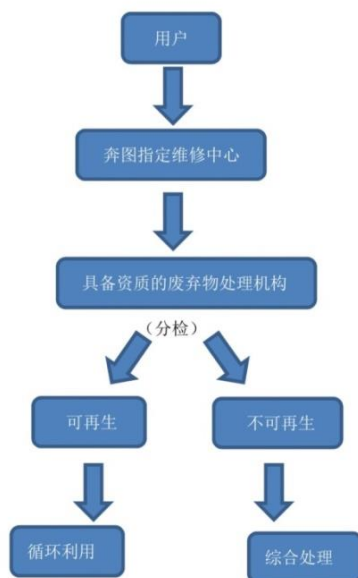 用户
奔图指定维修中心
具备资质的废弃物处理机构
（分检）
可再生
不可再生
循环利用
综合处理